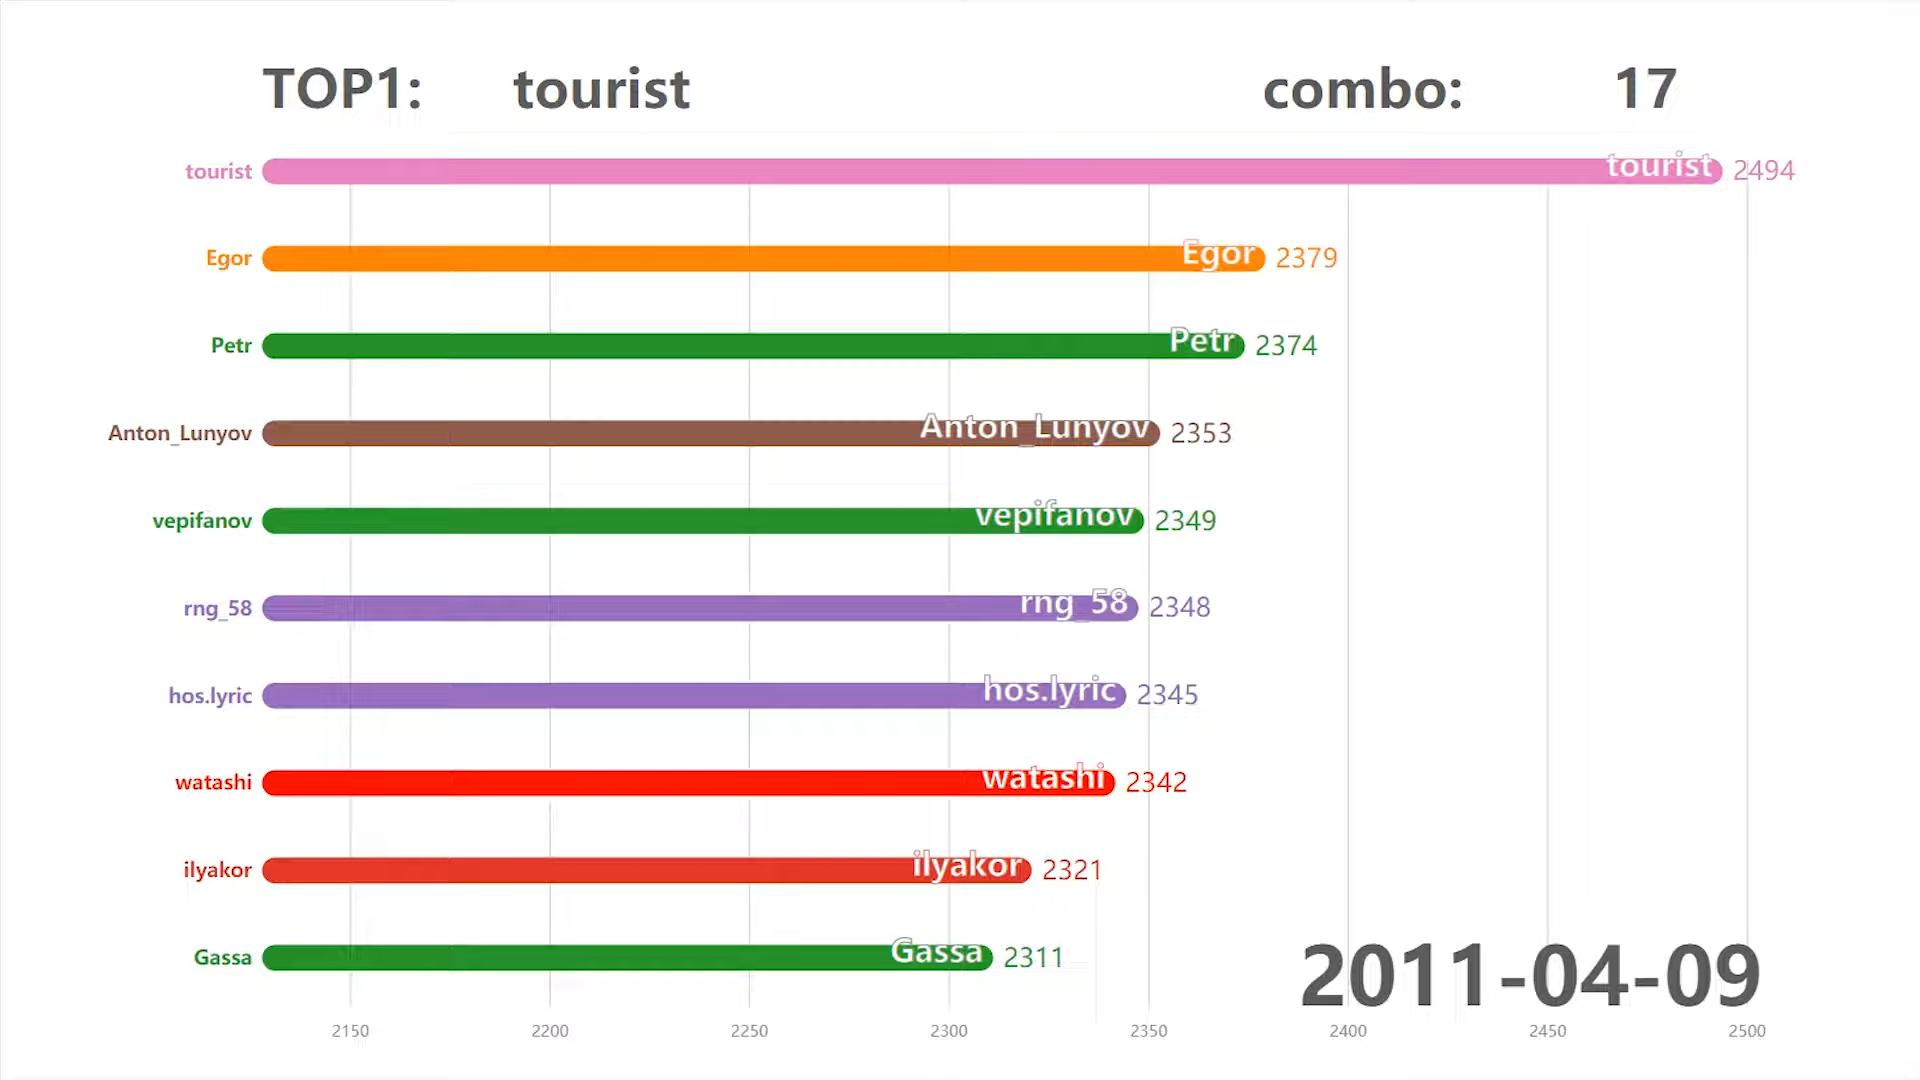 TOP1: tourist combo: 17
tourist tourist 2494
Egor Egor 2379
Petr Petr 2374
Anton_Lunyov Anton_Lunyov 2353
vepifanov vepifanov 2349
rng_58 rng_58 2348
hos.lyric hos.lyric 2345
watashi watashi 2342
ilyakor ilyakor 2321
Gassa Gassa 2311
2011-04-09
2150 2200 2250 2300 2350 2400 2450 2500